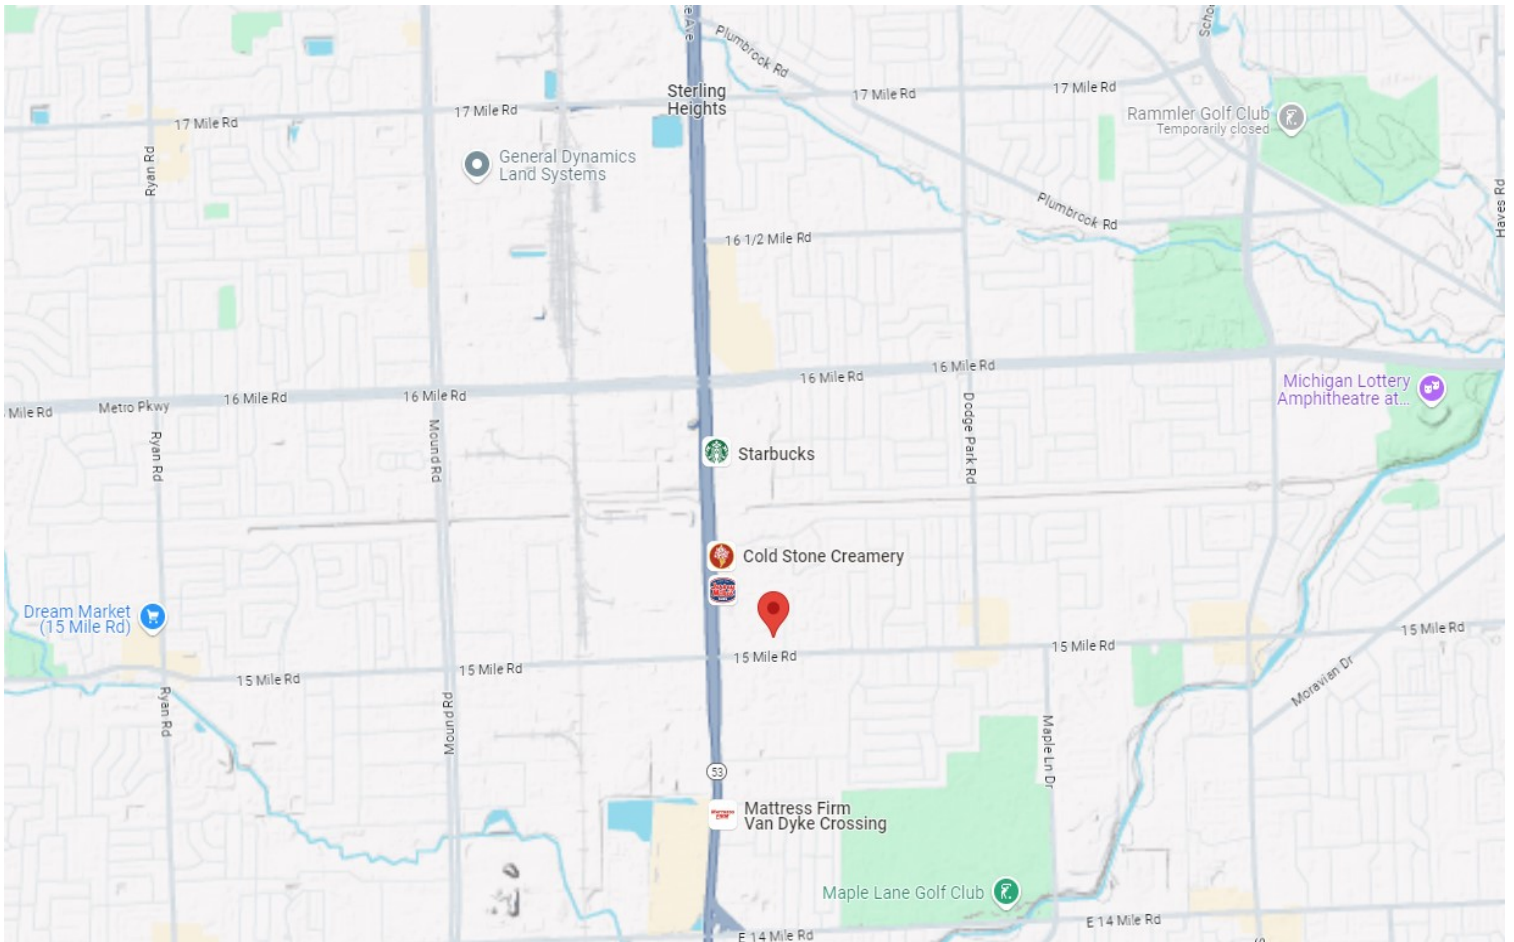 e Ave
Plumbrock Rd
Scho
Sterling
Heights
17 Mile Rd
17 Mile Rd
17 Mile Rd
17 Mile Rd
Rammler Golf Club
Temporarily closed
General Dynamics
Land Systems
Ryan Rd
Hayes Rd
Plumbrock Rd
16 1/2 Mile Rd
16 Mile Rd
16 Mile Rd
Michigan Lottery
Amphitheatre at...
Mile Rd
Metro Pkwy
16 Mile Rd
16 Mile Rd
Dodge Park Rd
Ryan Rd
Mound Rd
Starbucks
Cold Stone Creamery
Dream Market
(15 Mile Rd)
15 Mile Rd
15 Mile Rd
15 Mile Rd
15 Mile Rd
15 Mile Rd
Moravian Dr
Ryan Rd
Mound Rd
Maple Ln Dr
53
Mattress Firm
Van Dyke Crossing
Maple Lane Golf Club
E 14 Mile Rd
E 14 Mile Rd